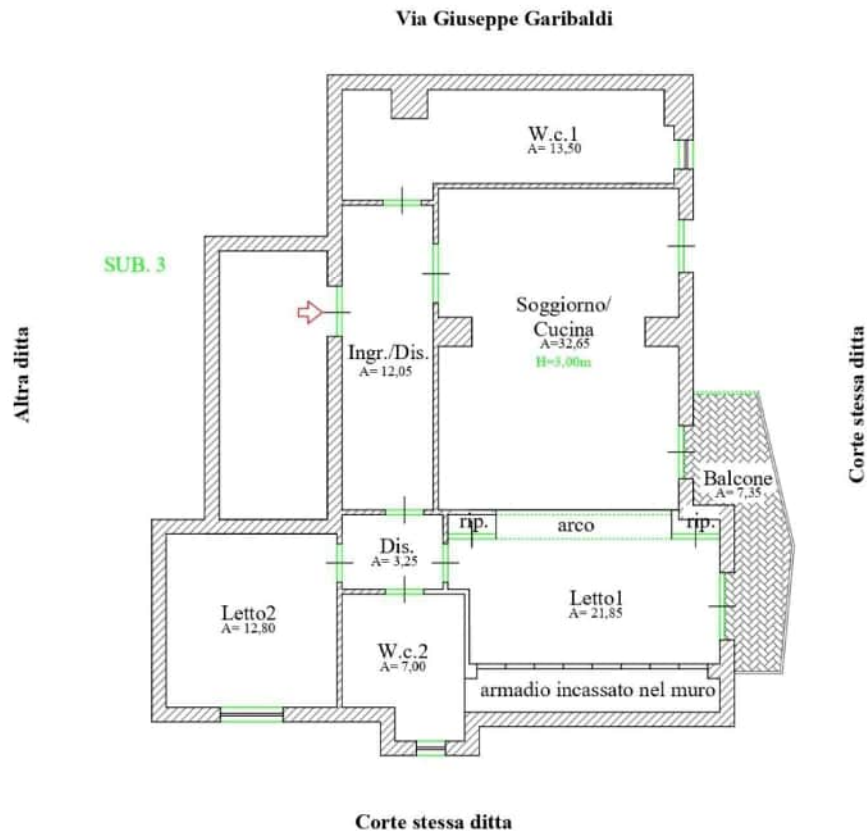 Via Giuseppe Garibaldi
W.c.1
A= 13,50
SUB. 3
Soggiorno/
Cucina
A=32,65
H=3,00m
Ingr./Dis.
A= 12,05
Altra ditta
Corte stessa ditta
Balcone
A= 7,35
rip.
arco
rip.
Dis.
A= 3,25
Letto1
A= 21,85
Letto2
A= 12,80
W.c.2
A= 7,00
armadio incassato nel muro
Corte stessa ditta